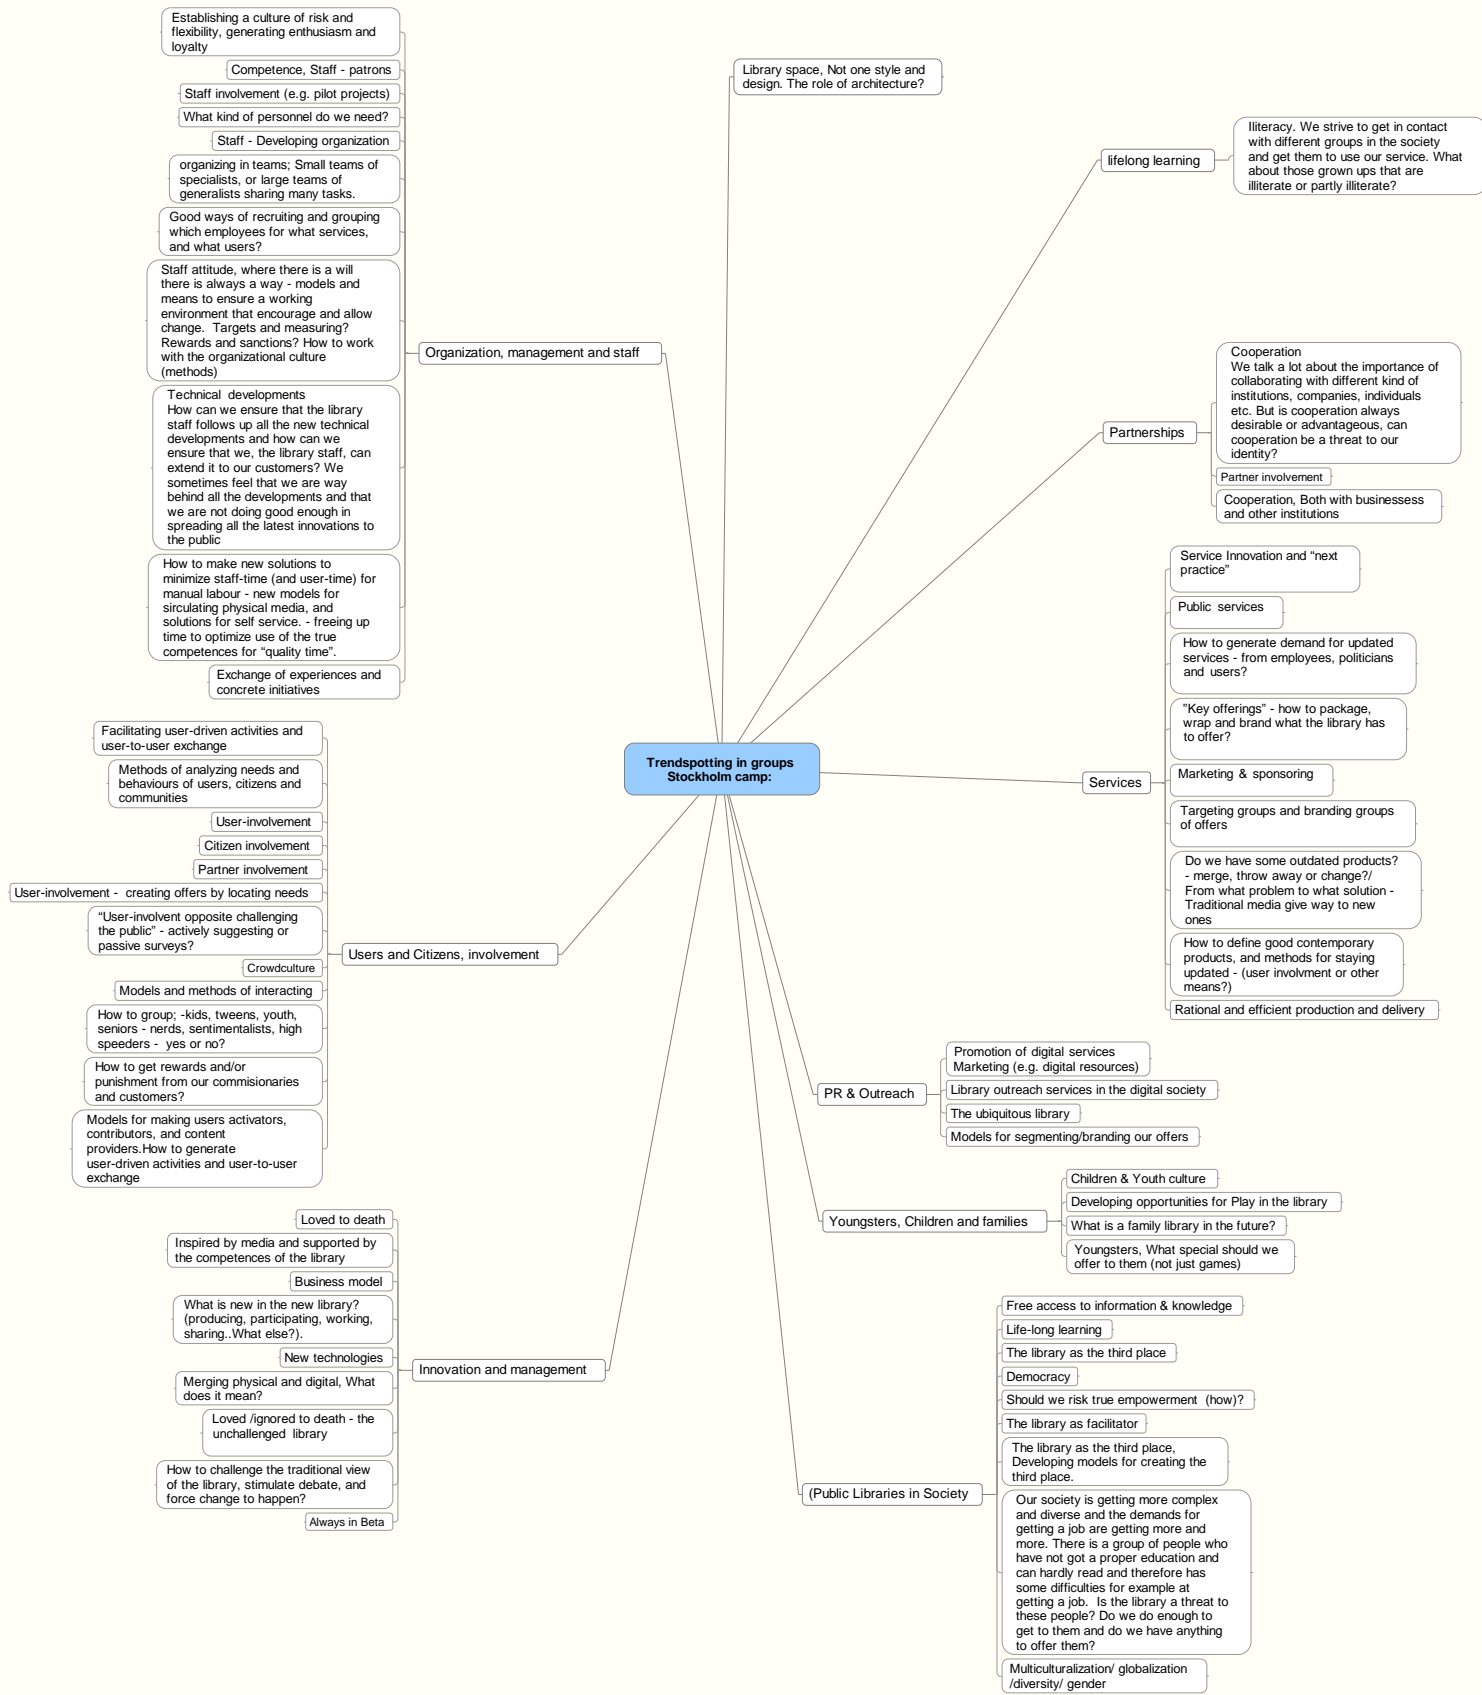 Trendspotting in groups
Stockholm camp:
Organization, management and staff
Establishing a culture of risk and
flexibility, generating enthusiasm and
loyalty
Competence, Staff - patrons
Staff involvement (e.g. pilot projects)
What kind of personnel do we need?
Staff - Developing organization
organizing in teams; Small teams of
specialists, or large teams of
generalists sharing many tasks.
Good ways of recruiting and grouping
which employees for what services,
and what users?
Staff attitude, where there is a will
there is always a way - models and
means to ensure a working
environment that encourage and allow
change.  Targets and measuring?
Rewards and sanctions? How to work
with the organizational culture
(methods)
Technical  developments
How can we ensure that the library
staff follows up all the new technical
developments and how can we
ensure that we, the library staff, can
extend it to our customers? We
sometimes feel that we are way
behind all the developments and that
we are not doing good enough in
spreading all the latest innovations to
the public
How to make new solutions to
minimize staff-time (and user-time) for
manual labour - new models for
sirculating physical media, and
solutions for self service. - freeing up
time to optimize use of the true
competences for “quality time”.
Exchange of experiences and
concrete initiatives
Users and Citizens, involvement
Facilitating user-driven activities and
user-to-user exchange
Methods of analyzing needs and
behaviours of users, citizens and
communities
User-involvement
Citizen involvement
Partner involvement
User-involvement -  creating offers by locating needs
“User-involvent opposite challenging
the public” - actively suggesting or
passive surveys?
Crowdculture
Models and methods of interacting
How to group; -kids, tweens, youth,
seniors - nerds, sentimentalists, high
speeders -  yes or no?
How to get rewards and/or
punishment from our commisionaries
and customers?
Models for making users activators,
contributors, and content
providers.How to generate
user-driven activities and user-to-user
exchange
Innovation and management
Loved to death
Inspired by media and supported by
the competences of the library
Business model
What is new in the new library?
(producing, participating, working,
sharing..What else?).
New technologies
Merging physical and digital, What
does it mean?
Loved /ignored to death - the
unchallenged  library
How to challenge the traditional view
of the library, stimulate debate, and
force change to happen?
Always in Beta
Library space, Not one style and
design. The role of architecture?
lifelong learning
Iliteracy. We strive to get in contact
with different groups in the society
and get them to use our service. What
about those grown ups that are
illiterate or partly illiterate?
Partnerships
Cooperation
We talk a lot about the importance of
collaborating with different kind of
institutions, companies, individuals
etc. But is cooperation always
desirable or advantageous, can
cooperation be a threat to our
identity?
Partner involvement
Cooperation, Both with businessess
and other institutions
Services
Service Innovation and “next
practice”
Public  services
How to generate demand for updated
services - from employees, politicians
and  users?
”Key offerings” - how to package,
wrap and brand what the library has
to offer?
Marketing  & sponsoring
Targeting groups and branding groups
of offers
Do we have some outdated products?
- merge, throw away or change?/
From what problem to what solution -
Traditional media give way to new
ones
How to define good contemporary
products, and methods for staying
updated - (user involvment or other
means?)
Rational and efficient production and delivery
PR & Outreach
Promotion of digital services
Marketing (e.g. digital resources)
Library outreach services in the digital society
The ubiquitous library
Models for segmenting/branding our offers
Youngsters, Children and families
Children & Youth culture
Developing opportunities for Play in the library
What is a family library in the future?
Youngsters, What special should we
offer to them (not just games)
(Public Libraries in Society
Free access to information & knowledge
Life-long learning
The library as the third place
Democracy
Should we risk true empowerment  (how)?
The library as facilitator
The library as the third place,
Developing models for creating the
third place.
Our society is getting more complex
and diverse and the demands for
getting a job are getting more and
more. There is a group of people who
have not got a proper education and
can hardly read and therefore has
some difficulties for example at
getting a job.  Is the library a threat to
these people? Do we do enough to
get to them and do we have anything
to offer them?
Multiculturalization/ globalization
/diversity/ gender